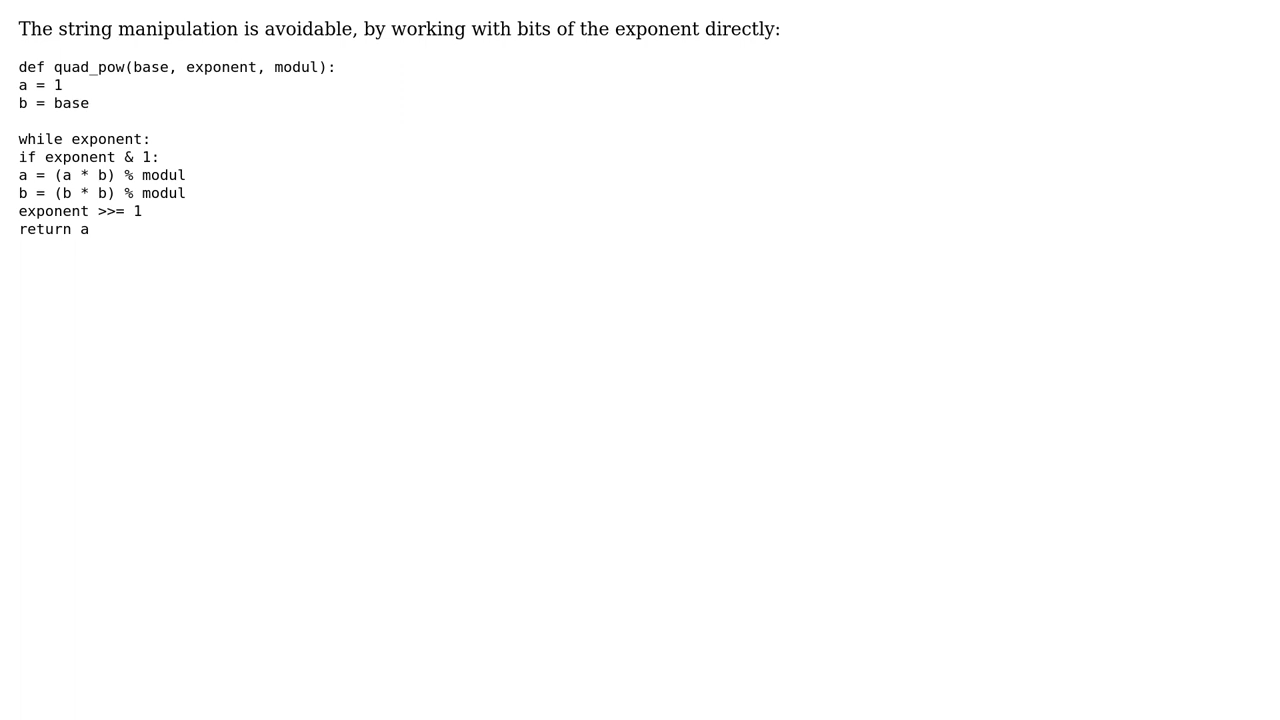 The string manipulation is avoidable, by working with bits of the exponent directly:
def quad_pow(base, exponent, modul):
a = 1
b = base
while exponent:
if exponent & 1:
a = (a * b) % modul
b = (b * b) % modul
exponent >>= 1
return a